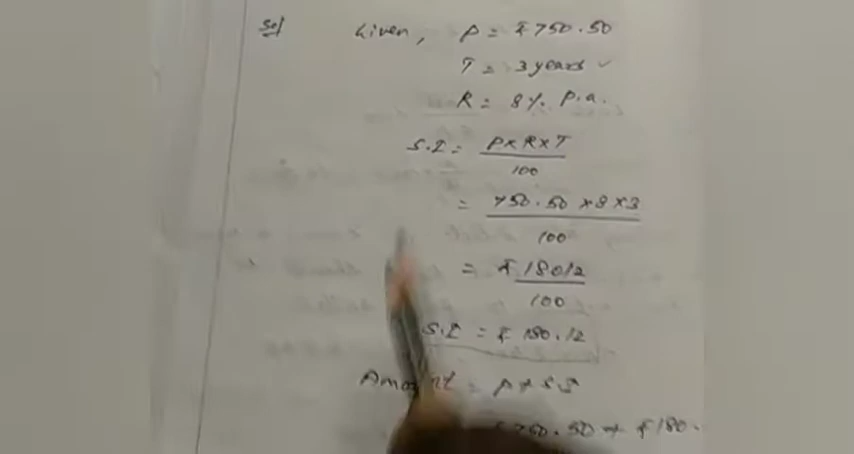 Sol Given, P = ₹750.50
T = 3 years ✓
R = 8% p.a.
S.I = P×R×T
100
= 750.50 ×8×3
100
= ₹ 18012
100
S.I = ₹ 180.12
Amount = P+SI
₹750.50 + ₹180.